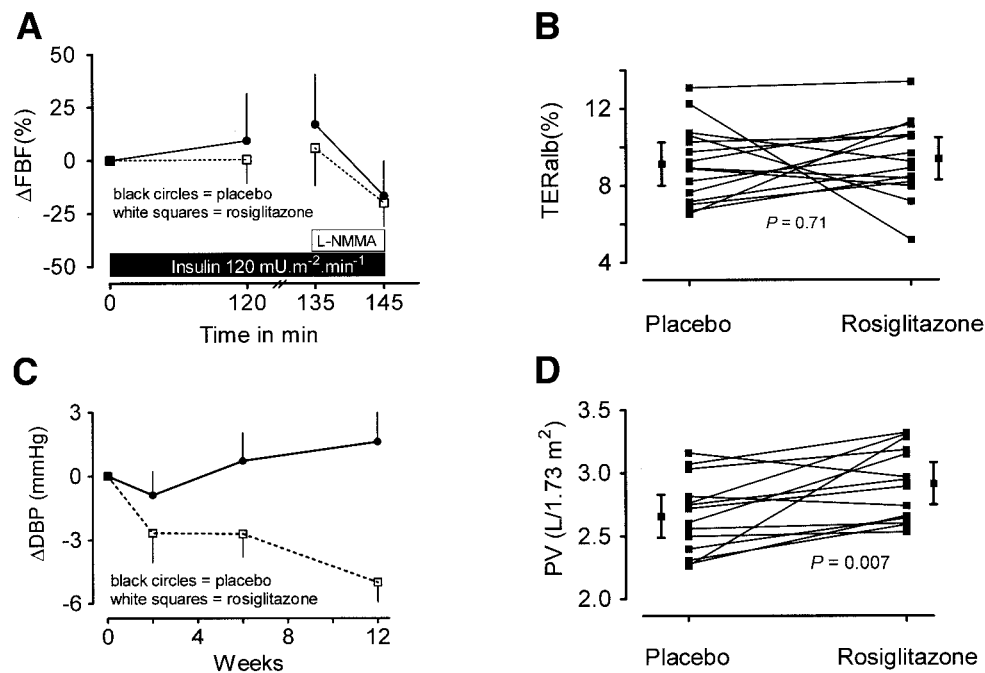 A
50
25
0
-25
-50
ΔFBF(%)
black circles = placebo
white squares = rosiglitazone
L-NMMA
Insulin 120 mU.m-2.min-1
0 120 135 145
Time in min
B
12
8
4
TERalb(%)
P = 0.71
Placebo Rosiglitazone
C
3
0
-3
-6
ΔDBP (mmHg)
black circles = placebo
white squares = rosiglitazone
0 4 8 12
Weeks
D
3.5
3.0
2.5
2.0
PV (L/1.73 m2)
P = 0.007
Placebo Rosiglitazone